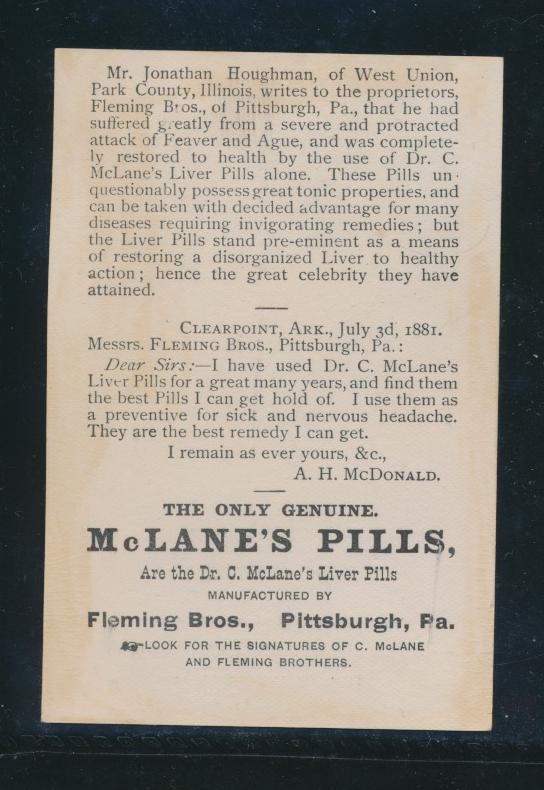 Mr. Jonathan Houghman, of West Union,
Park County, Illinois, writes to the proprietors,
Fleming Bros., of Pittsburgh, Pa., that he had
suffered greatly from a severe and protracted
attack of Feaver and Ague, and was complete-
ly restored to health by the use of Dr. C.
McLane's Liver Pills alone. These Pills un-
questionably possess great tonic properties, and
can be taken with decided advantage for many
diseases requiring invigorating remedies; but
the Liver Pills stand pre-eminent as a means
of restoring a disorganized Liver to healthy
action; hence the great celebrity they have
attained.
CLEARPOINT, ARK., July 3d, 1881.
Messrs. FLEMING BROS., Pittsburgh, Pa.:
Dear Sirs:—I have used Dr. C. McLane's
Liver Pills for a great many years, and find them
the best Pills I can get hold of. I use them as
a preventive for sick and nervous headache.
They are the best remedy I can get.
I remain as ever yours, &c.,
A. H. McDONALD.
THE ONLY GENUINE.
McLANE'S PILLS,
Are the Dr. C. McLane's Liver Pills
MANUFACTURED BY
Fleming Bros., Pittsburgh, Pa.
☛LOOK FOR THE SIGNATURES OF C. McLANE
AND FLEMING BROTHERS.